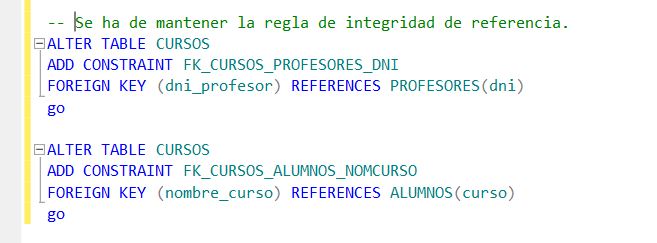 -- Se ha de mantener la regla de integridad de referencia.
ALTER TABLE CURSOS
ADD CONSTRAINT FK_CURSOS_PROFESORES_DNI
FOREIGN KEY (dni_profesor) REFERENCES PROFESORES(dni)
go
ALTER TABLE CURSOS
ADD CONSTRAINT FK_CURSOS_ALUMNOS_NOMCURSO
FOREIGN KEY (nombre_curso) REFERENCES ALUMNOS(curso)
go